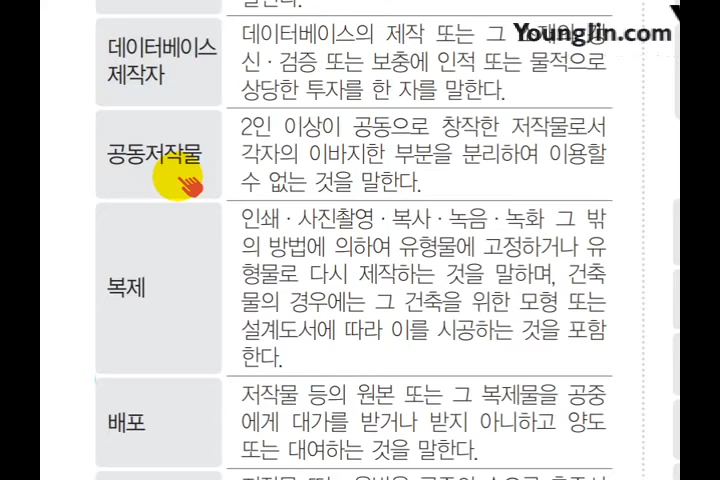 Younglin.com
말한다.
데이터베이스
제작자
데이터베이스의 제작 또는 그
신·검증 또는 보충에 인적 또는 물적으로
상당한 투자를 한 자를 말한다.
공동저작물
2인 이상이 공동으로 창작한 저작물로서
각자의 이바지한 부분을 분리하여 이용할
수 없는 것을 말한다.
복제
인쇄·사진촬영·복사·녹음·녹화 그 밖
의 방법에 의하여 유형물에 고정하거나 유
형물로 다시 제작하는 것을 말하며, 건축
물의 경우에는 그 건축을 위한 모형 또는
설계도서에 따라 이를 시공하는 것을 포함
한다.
배포
저작물 등의 원본 또는 그 복제물을 공중
에게 대가를 받거나 받지 아니하고 양도
또는 대여하는 것을 말한다.